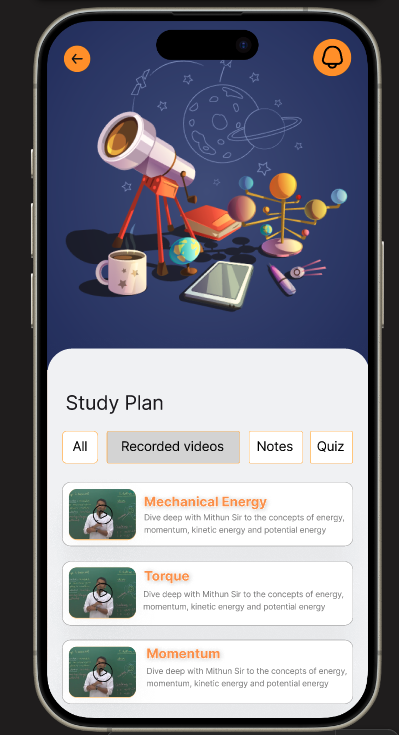 Study Plan
All
Recorded videos
Notes
Quiz
Mechanical Energy
Dive deep with Mithun Sir to the concepts of energy,
momentum, kinetic energy and potential energy
Torque
Dive deep with Mithun Sir to the concepts of energy,
momentum, kinetic energy and potential energy
Momentum
Dive deep with Mithun Sir to the concepts of energy,
momentum, kinetic energy and potential energy